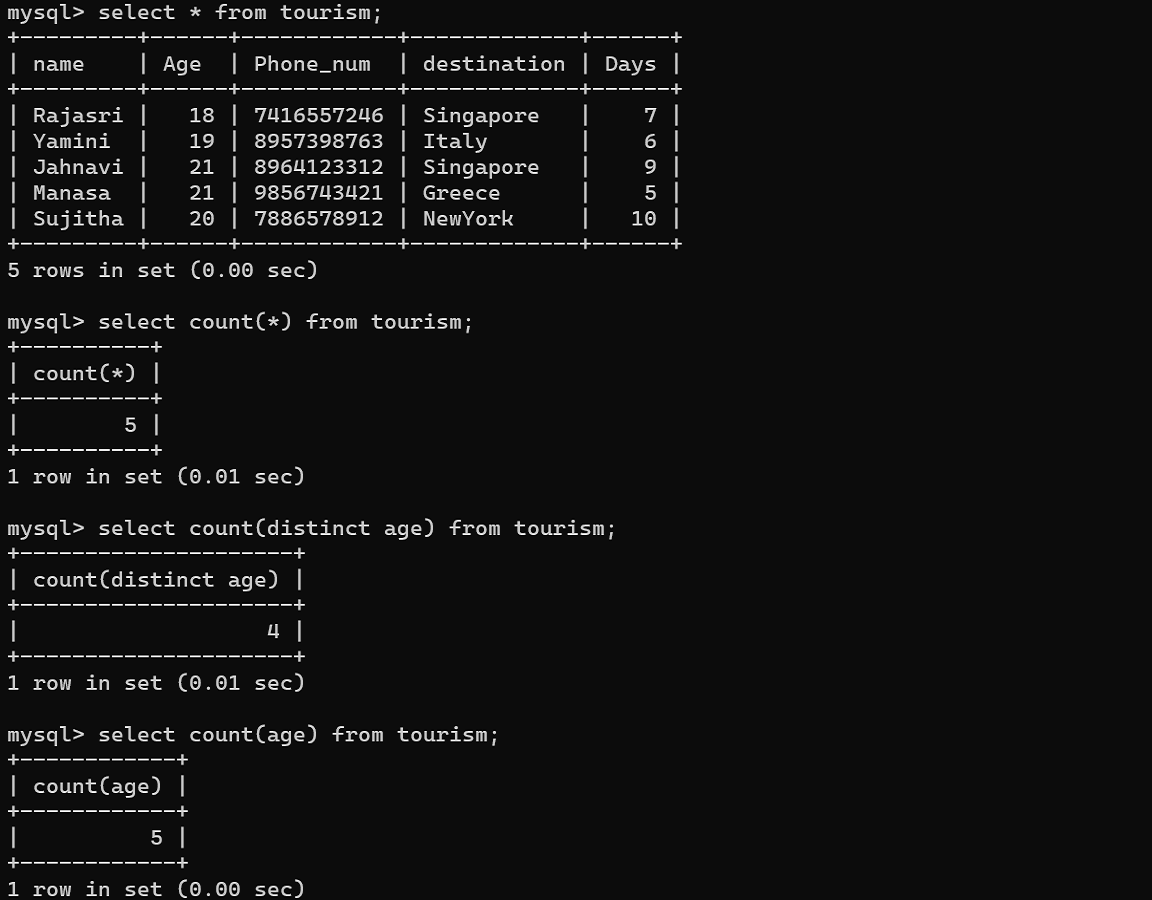 mysql> select * from tourism;
+---------+------+------------+-------------+------+
| name    | Age  | Phone_num  | destination | Days |
+---------+------+------------+-------------+------+
| Rajasri |   18 | 7416557246 | Singapore   |    7 |
| Yamini  |   19 | 8957398763 | Italy       |    6 |
| Jahnavi |   21 | 8964123312 | Singapore   |    9 |
| Manasa  |   21 | 9856743421 | Greece      |    5 |
| Sujitha |   20 | 7886578912 | NewYork     |   10 |
+---------+------+------------+-------------+------+
5 rows in set (0.00 sec)

mysql> select count(*) from tourism;
+----------+
| count(*) |
+----------+
|        5 |
+----------+
1 row in set (0.01 sec)

mysql> select count(distinct age) from tourism;
+---------------------+
| count(distinct age) |
+---------------------+
|                   4 |
+---------------------+
1 row in set (0.01 sec)

mysql> select count(age) from tourism;
+------------+
| count(age) |
+------------+
|          5 |
+------------+
1 row in set (0.00 sec)